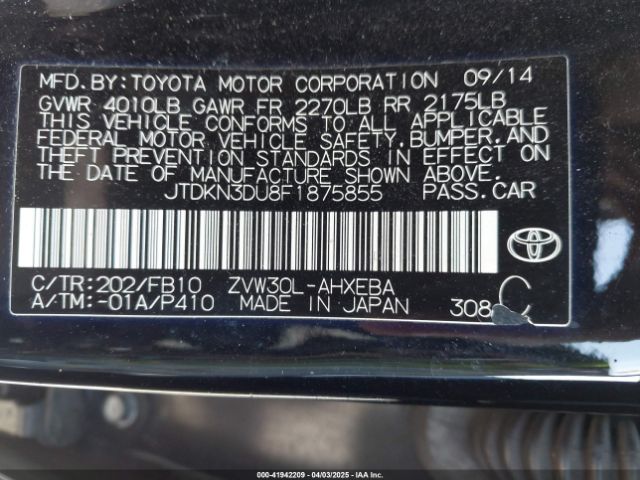 MFD.BY:TOYOTA MOTOR CORPORATION 09/14
GVWR 4010LB GAWR FR 2270LB RR 2175LB
THIS VEHICLE CONFORMS TO ALL APPLICABLE
FEDERAL MOTOR VEHICLE SAFETY,BUMPER,AND
THEFT PREVENTION STANDARDS IN EFFECT ON
THE DATE OF MANUFACTURE SHOWN ABOVE.
JTDKN3DU8F1875855 PASS.CAR
C/TR:202/FB10 ZVW30L-AHXEBA
A/TM:-01A/P410 MADE IN JAPAN 308 C
000-41942209 - 04/03/2025 - IAAI.COM